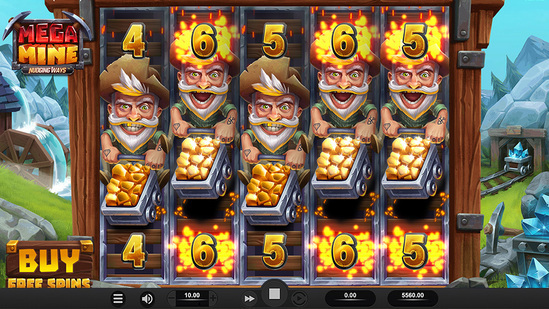 MEGA
MINE
NUDGING WAYS
4 6 5 6 5
4 6 5 6 5
BUY
FREE SPINS
10.00
0.00
5560.00